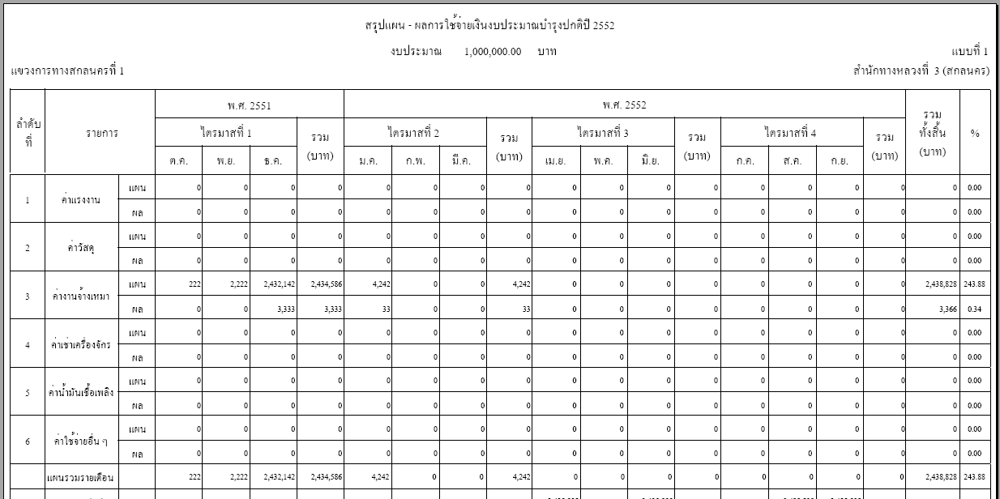 สรุปแผน - ผลการใช้จ่ายเงินงบประมาณบำรุงปกติปี 2552
งบประมาณ 1,000,000.00 บาท
แบบที่ 1
แขวงการทางสกลนครที่ 1
สำนักทางหลวงที่ 3 (สกลนคร)
ลำดับที่ รายการ พ.ศ. 2551 พ.ศ. 2552 รวมทั้งสิ้น (บาท) %
ไตรมาสที่ 1 รวม (บาท) ไตรมาสที่ 2 รวม (บาท) ไตรมาสที่ 3 รวม (บาท) ไตรมาสที่ 4 รวม (บาท)
ต.ค. พ.ย. ธ.ค. ม.ค. ก.พ. มี.ค. เม.ย. พ.ค. มิ.ย. ก.ค. ส.ค. ก.ย.
1 ค่าแรงงาน แผน 0 0 0 0 0 0 0 0 0 0 0 0 0 0 0 0 0 0.00
ผล 0 0 0 0 0 0 0 0 0 0 0 0 0 0 0 0 0 0.00
2 ค่าวัสดุ แผน 0 0 0 0 0 0 0 0 0 0 0 0 0 0 0 0 0 0.00
ผล 0 0 0 0 0 0 0 0 0 0 0 0 0 0 0 0 0 0.00
3 ค่างานจ้างเหมา แผน 222 2,222 2,432,142 2,434,586 4,242 0 0 4,242 0 0 0 0 0 0 0 0 2,438,828 243.88
ผล 0 0 3,333 3,333 33 0 0 33 0 0 0 0 0 0 0 0 3,366 0.34
4 ค่าเช่าเครื่องจักร แผน 0 0 0 0 0 0 0 0 0 0 0 0 0 0 0 0 0 0.00
ผล 0 0 0 0 0 0 0 0 0 0 0 0 0 0 0 0 0 0.00
5 ค่าน้ำมันเชื้อเพลิง แผน 0 0 0 0 0 0 0 0 0 0 0 0 0 0 0 0 0 0.00
ผล 0 0 0 0 0 0 0 0 0 0 0 0 0 0 0 0 0 0.00
6 ค่าใช้จ่ายอื่น ๆ แผน 0 0 0 0 0 0 0 0 0 0 0 0 0 0 0 0 0 0.00
ผล 0 0 0 0 0 0 0 0 0 0 0 0 0 0 0 0 0 0.00
แผนรวมรายเดือน 222 2,222 2,432,142 2,434,586 4,242 0 0 4,242 0 0 0 0 0 0 0 0 2,438,828 243.88